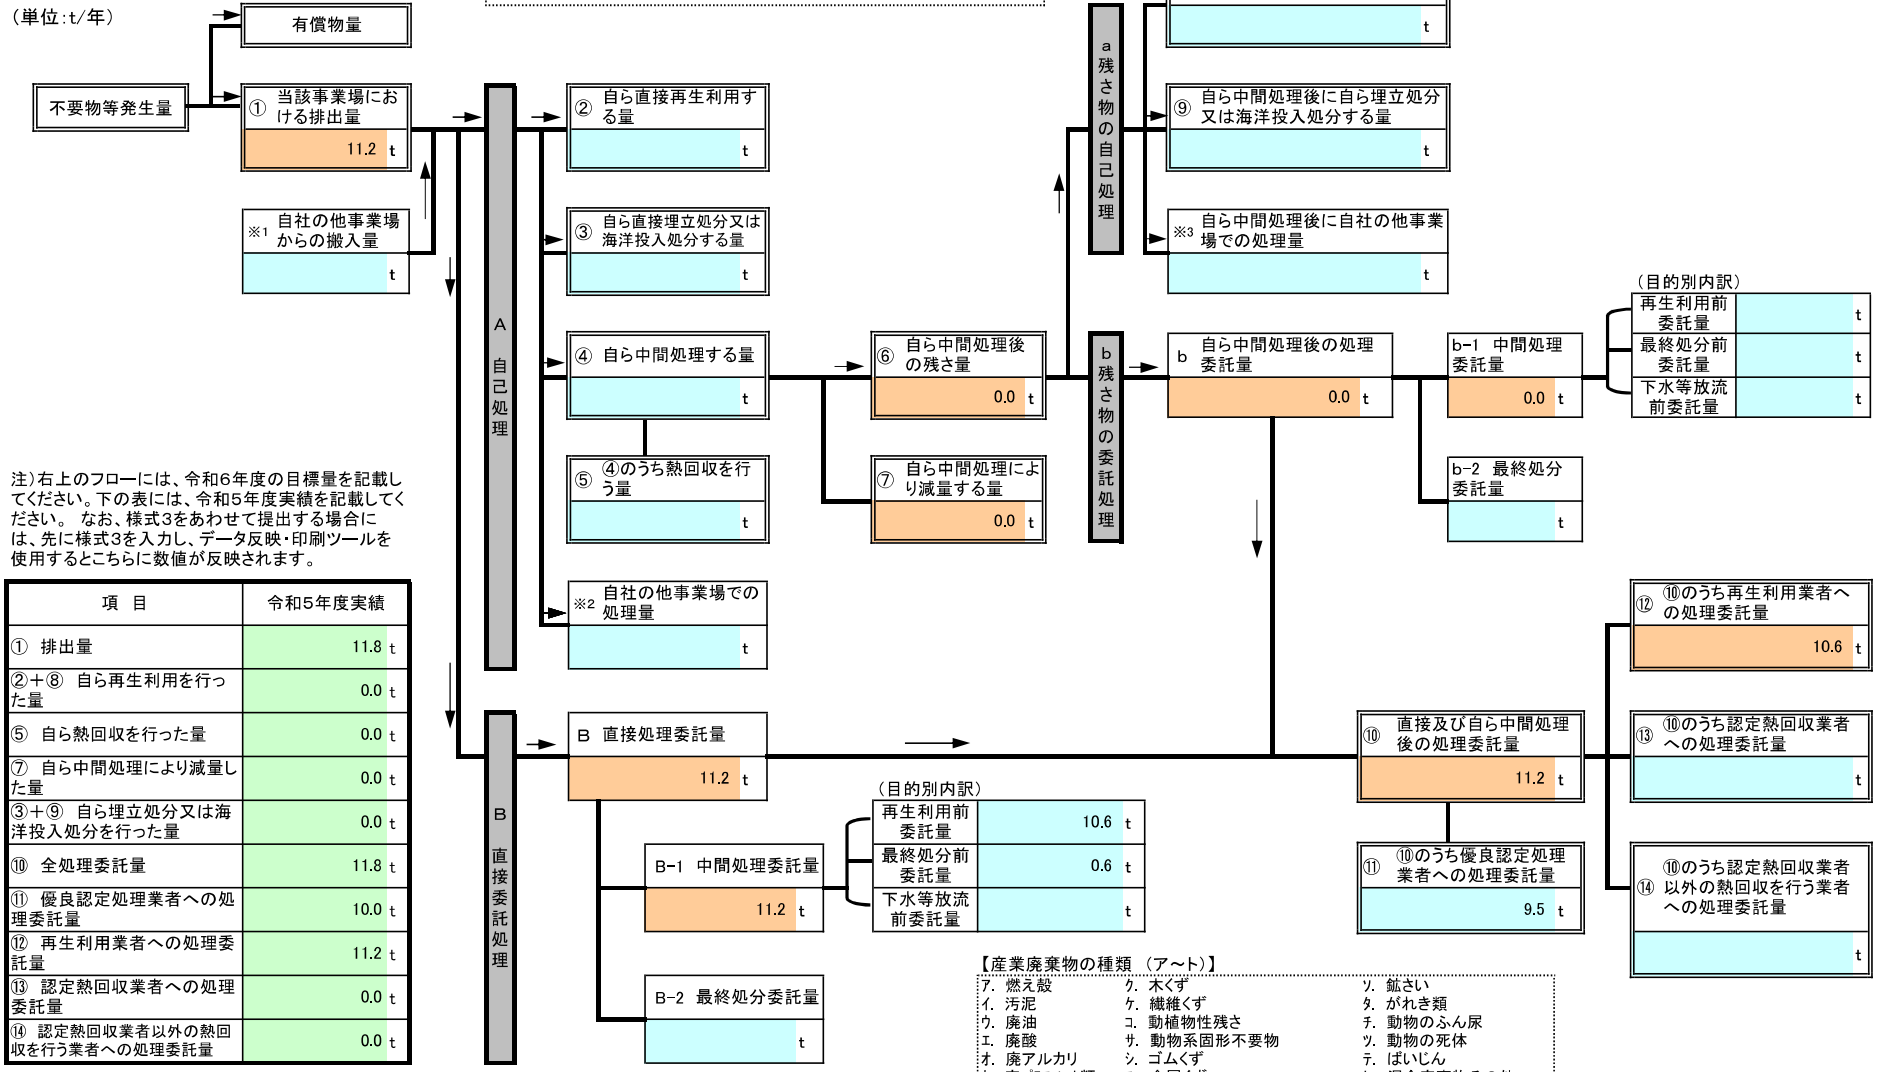 (単位:t/年)
有償物量
不要物等発生量
① 当該事業場にお
ける排出量
11.2 t
※1 自社の他事業場
からの搬入量
t
A 自己処理
② 自ら直接再生利用す
る量
t
③ 自ら直接埋立処分又は
海洋投入処分する量
t
④ 自ら中間処理する量
t
⑤ ④のうち熱回収を行
う量
t
※2 自社の他事業場での
処理量
t
⑥ 自ら中間処理後
の残さ量
0.0 t
⑦ 自ら中間処理によ
り減量する量
0.0 t
a残さ物の自己処理
t
⑨ 自ら中間処理後に自ら埋立処分
又は海洋投入処分する量
t
※3 自ら中間処理後に自社の他事業
場での処理量
t
b残さ物の委託処理
b 自ら中間処理後の処理
委託量
0.0 t
b-1 中間処理
委託量
0.0 t
(目的別内訳)
再生利用前
委託量
t
最終処分前
委託量
t
下水等放流
前委託量
t
b-2 最終処分
委託量
t
注)右上のフローには、令和6年度の目標量を記載し
てください。下の表には、令和5年度実績を記載してく
ださい。 なお、様式3をあわせて提出する場合に
は、先に様式3を入力し、データ反映・印刷ツールを
使用するとこちらに数値が反映されます。
項 目 令和5年度実績
① 排出量 11.8 t
②+⑧ 自ら再生利用を行っ
た量 0.0 t
⑤ 自ら熱回収を行った量 0.0 t
⑦ 自ら中間処理により減量し
た量 0.0 t
③+⑨ 自ら埋立処分又は海
洋投入処分を行った量 0.0 t
⑩ 全処理委託量 11.8 t
⑪ 優良認定処理業者への処
理委託量 10.0 t
⑫ 再生利用業者への処理委
託量 11.2 t
⑬ 認定熱回収業者への処理
委託量 0.0 t
⑭ 認定熱回収業者以外の熱回
収を行う業者への処理委託量 0.0 t
B 直接委託処理
B 直接処理委託量
11.2 t
B-1 中間処理委託量
11.2 t
(目的別内訳)
再生利用前
委託量
10.6 t
最終処分前
委託量
0.6 t
下水等放流
前委託量
t
B-2 最終処分委託量
t
⑩ 直接及び自ら中間処理
後の処理委託量
11.2 t
⑪ ⑩のうち優良認定処理
業者への処理委託量
9.5 t
⑫ ⑩のうち再生利用業者へ
の処理委託量
10.6 t
⑬ ⑩のうち認定熱回収業者
への処理委託量
t
⑭ ⑩のうち認定熱回収業者
以外の熱回収を行う業者
への処理委託量
t
【産業廃棄物の種類 (ア~ト)】
ア. 燃え殻 ク. 木くず ソ. 鉱さい
イ. 汚泥 ケ. 繊維くず タ. がれき類
ウ. 廃油 コ. 動植物性残さ チ. 動物のふん尿
エ. 廃酸 サ. 動物系固形不要物 ツ. 動物の死体
オ. 廃アルカリ シ. ゴムくず テ. ばいじん